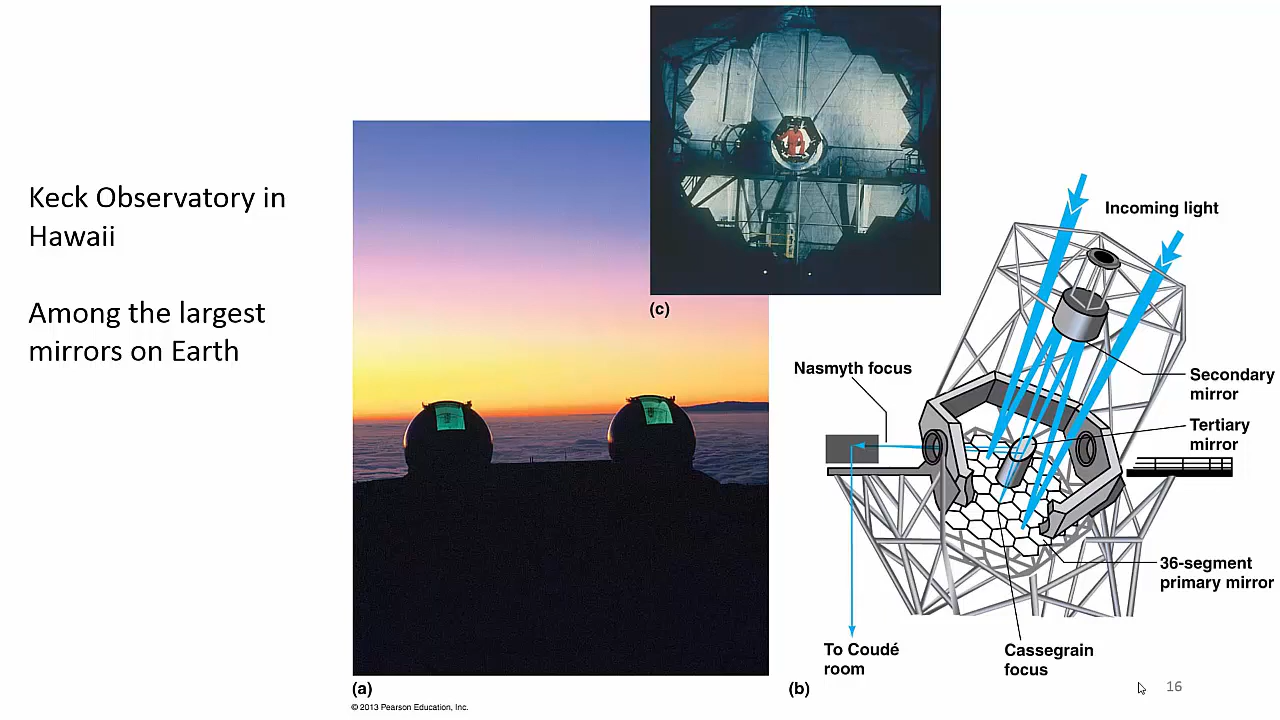 Keck Observatory in
Hawaii
Among the largest
mirrors on Earth
(c)
Incoming light
Nasmyth focus
Secondary
mirror
Tertiary
mirror
36-segment
primary mirror
To Coudé
room
Cassegrain
focus
(a)
(b)
16
© 2013 Pearson Education, Inc.